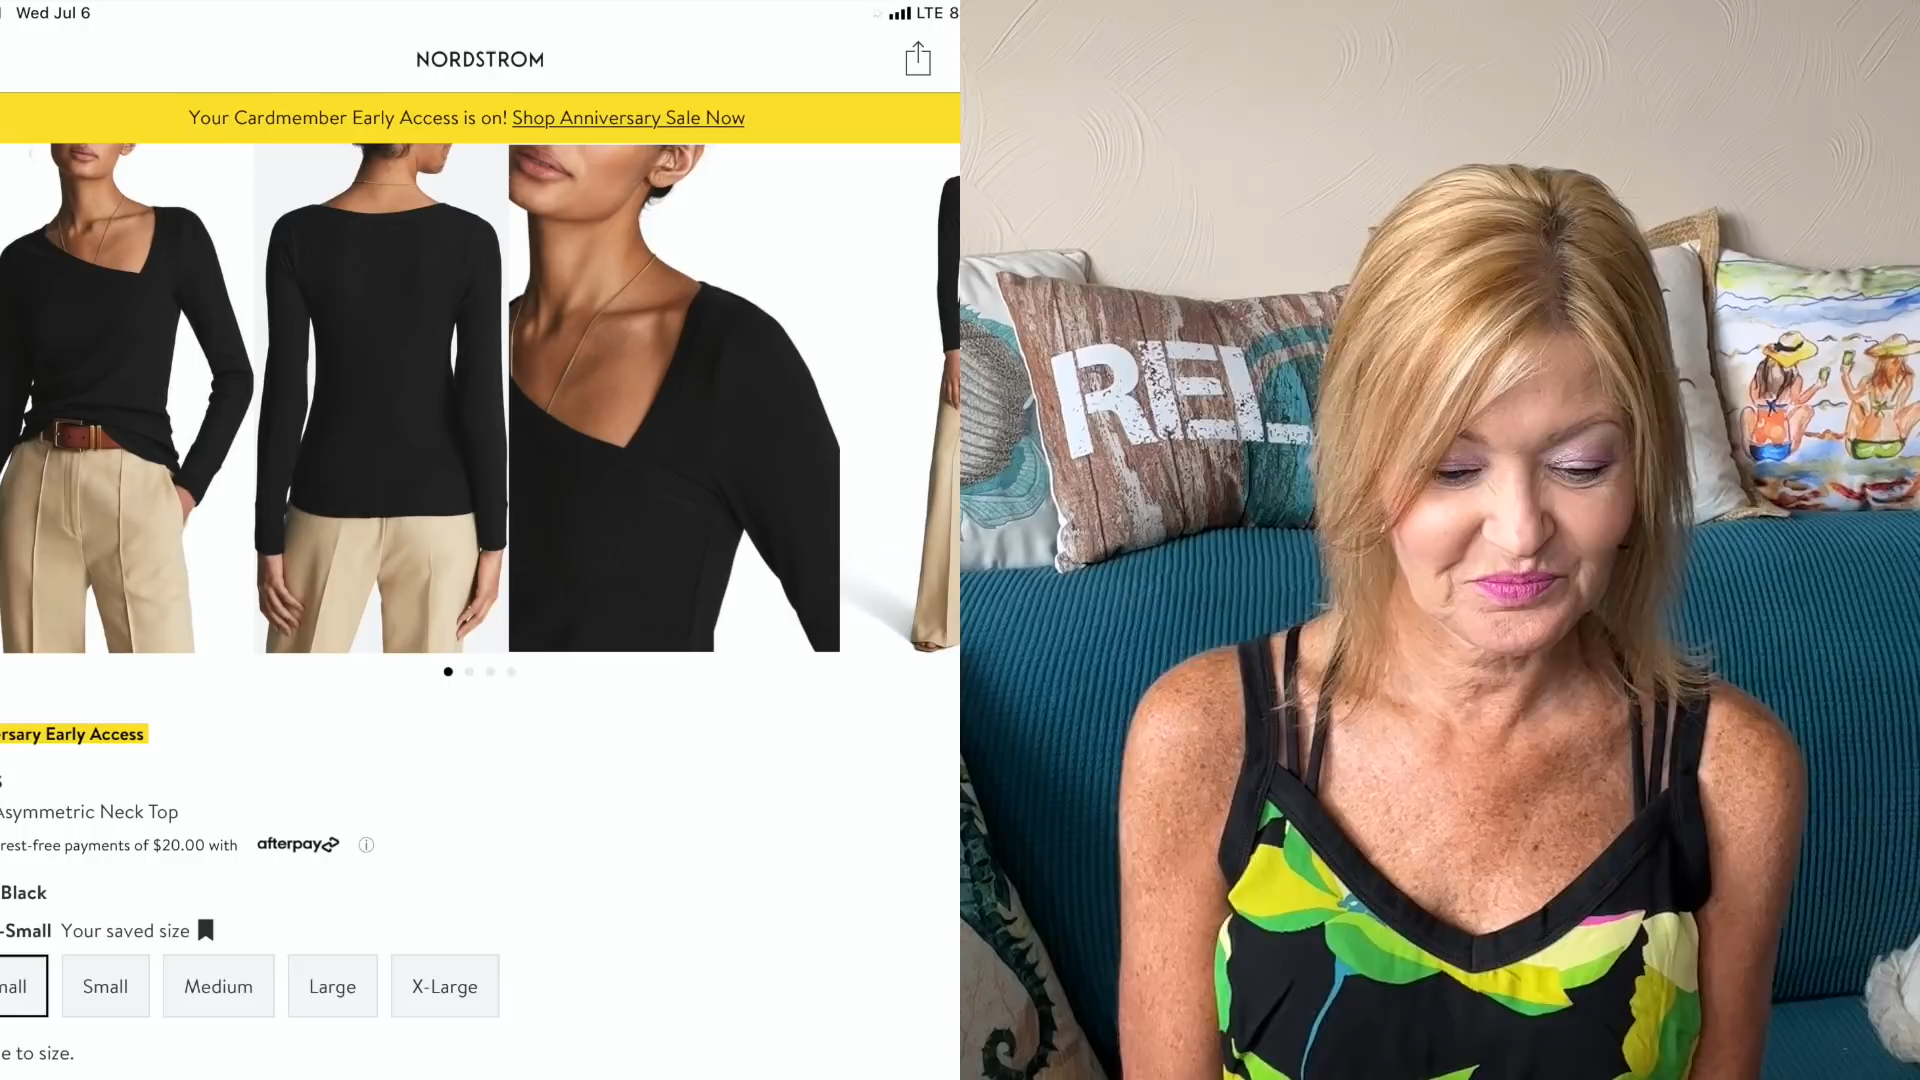 Wed Jul 6
LTE 8
NORDSTROM
Your Cardmember Early Access is on! Shop Anniversary Sale Now
REL
rsary Early Access
Asymmetric Neck Top
rest-free payments of $20.00 with afterpay
Black
-Small Your saved size
nall Small Medium Large X-Large
e to size.